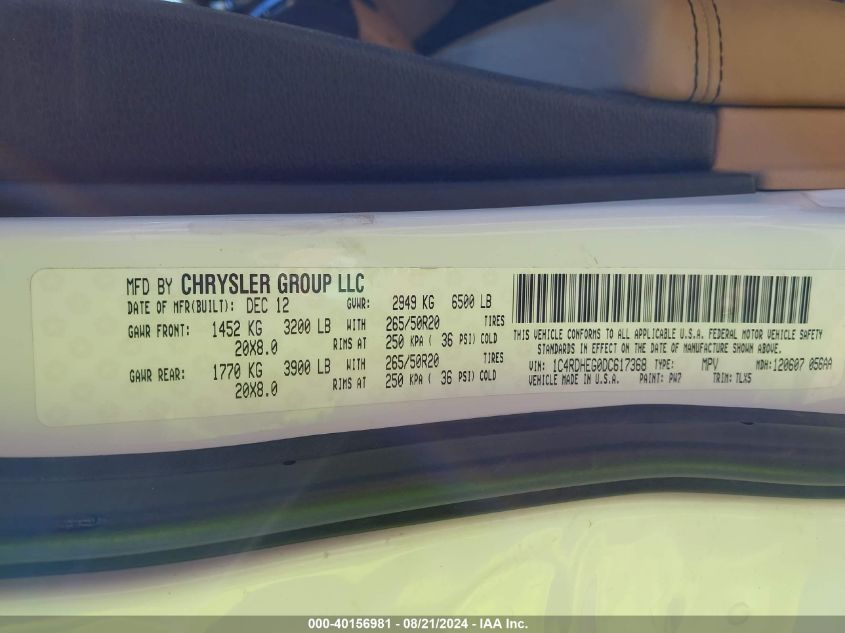 MFD BY CHRYSLER GROUP LLC
DATE OF MFR(BUILT): DEC 12 GVWR: 2949 KG 6500 LB
GAWR FRONT: 1452 KG 3200 LB WITH 265/50R20 TIRES
20X8.0 RIMS AT 250 KPA ( 36 PSI) COLD
GAWR REAR: 1770 KG 3900 LB WITH 265/50R20 TIRES
20X8.0 RIMS AT 250 KPA ( 36 PSI) COLD
THIS VEHICLE CONFORMS TO ALL APPLICABLE U.S.A. FEDERAL MOTOR VEHICLE SAFETY
STANDARDS IN EFFECT ON THE DATE OF MANUFACTURE SHOWN ABOVE.
VIN: 1C4RDHEG0DC617368 TYPE: MPV MDH: 120607 056AA
VEHICLE MADE IN U.S.A. PAINT: PW7 TRIM: TLX5
000-40156981 - 08/21/2024 - IAA Inc.